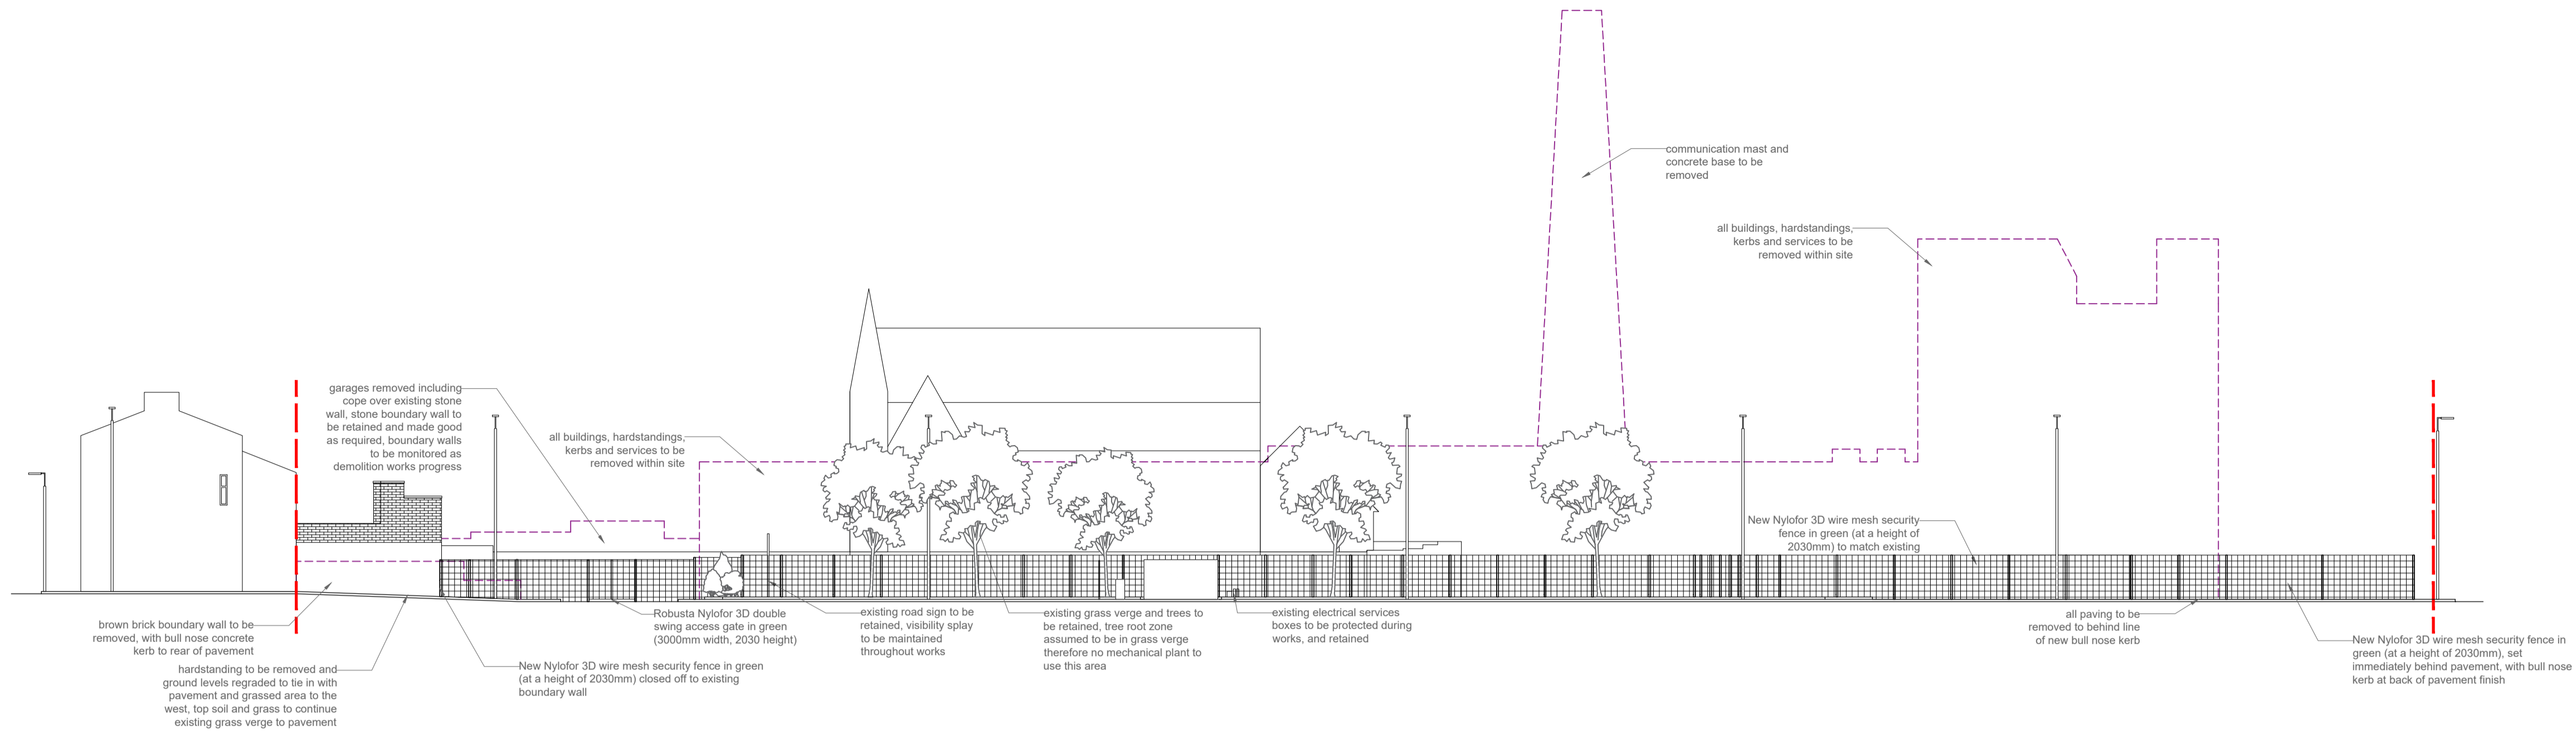 communication mast and
concrete base to be
removed
all buildings, hardstandings,
kerbs and services to be
removed within site
garages removed including
cope over existing stone
wall, stone boundary wall to
be retained and made good
as required, boundary walls
to be monitored as
demolition works progress
all buildings, hardstandings,
kerbs and services to be
removed within site
New Nylofor 3D wire mesh security
fence in green (at a height of
2030mm) to match existing
brown brick boundary wall to be
removed, with bull nose concrete
kerb to rear of pavement
hardstanding to be removed and
ground levels regraded to tie in with
pavement and grassed area to the
west, top soil and grass to continue
existing grass verge to pavement
New Nylofor 3D wire mesh security fence in green
(at a height of 2030mm) closed off to existing
boundary wall
Robusta Nylofor 3D double
swing access gate in green
(3000mm width, 2030 height)
existing road sign to be
retained, visibility splay
to be maintained
throughout works
existing grass verge and trees to
be retained, tree root zone
assumed to be in grass verge
therefore no mechanical plant to
use this area
existing electrical services
boxes to be protected during
works, and retained
all paving to be
removed to behind line
of new bull nose kerb
New Nylofor 3D wire mesh security fence in
green (at a height of 2030mm), set
immediately behind pavement, with bull nose
kerb at back of pavement finish